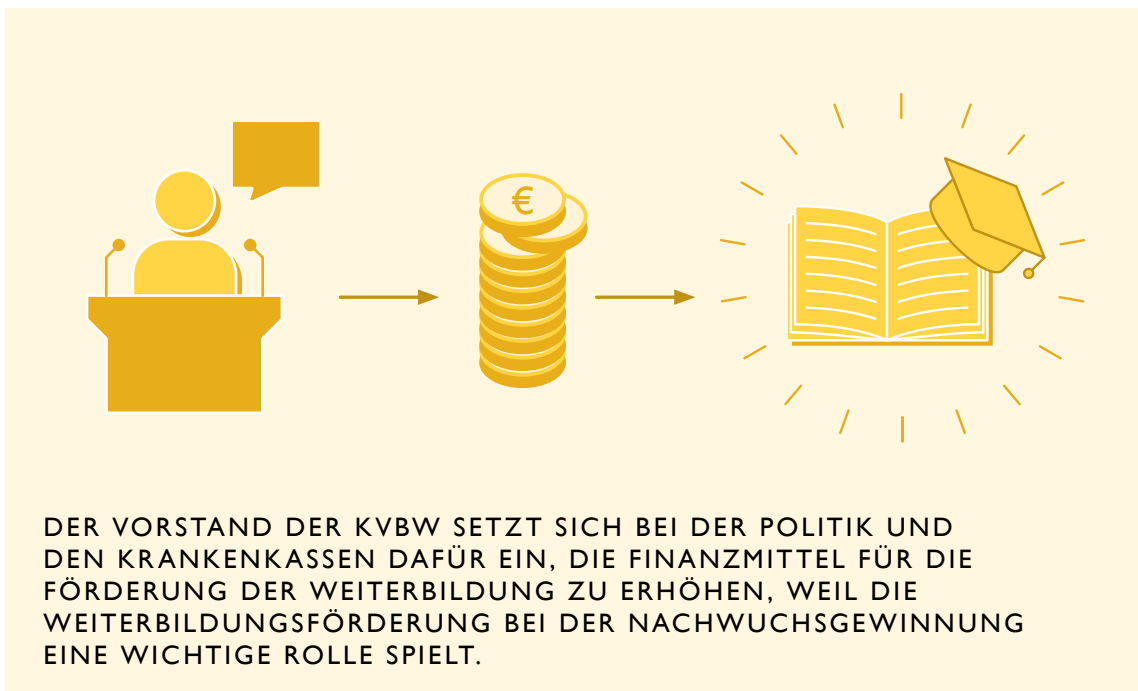 €
DER VORSTAND DER KVBW SETZT SICH BEI DER POLITIK UND
DEN KRANKENKASSEN DAFÜR EIN, DIE FINANZMITTEL FÜR DIE
FÖRDERUNG DER WEITERBILDUNG ZU ERHÖHEN, WEIL DIE
WEITERBILDUNGSFÖRDERUNG BEI DER NACHWUCHSGEWINNUNG
EINE WICHTIGE ROLLE SPIELT.